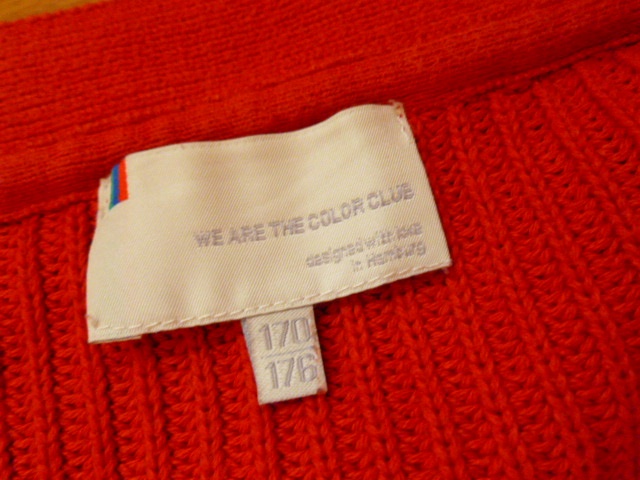 WE ARE THE COLOR CLUB
designed with love
in Hamburg
170
176